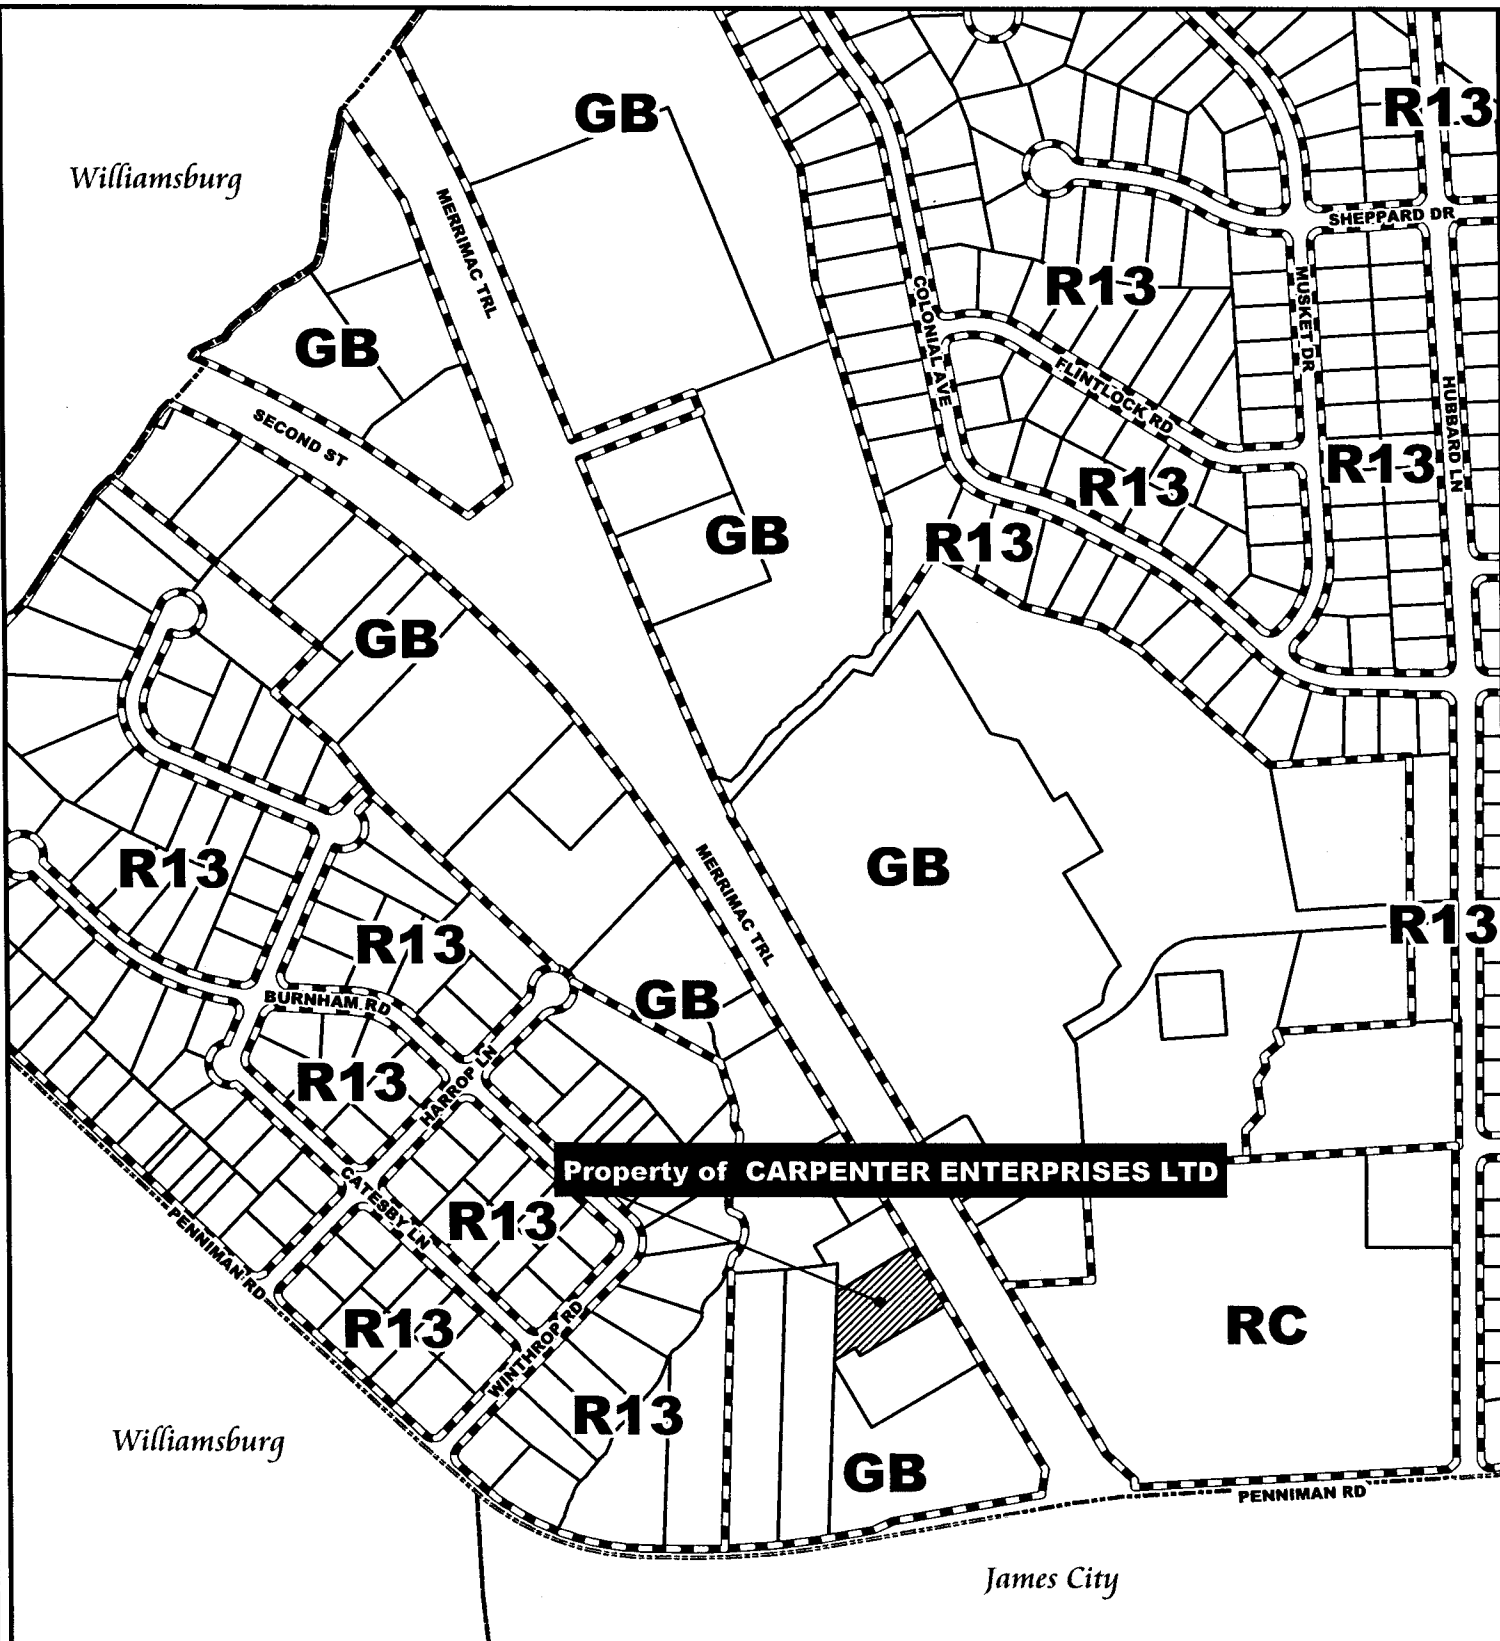 GB
R13
Williamsburg
MERRIMAC TRL
SHEPPARD DR
R13
COLONIAL AVE
MUSKET DR
GB
FLINTLOCK RD
HUBBARD LN
SECOND ST
R13
R13
R13
GB
GB
R13
GB
MERRIMAC TRL
R13
R13
GB
BURNHAM RD
R13
HARROP LN
Property of CARPENTER ENTERPRISES LTD
CATESBY LN
R13
PENNIMAN RD
R13
WINTHROP RD
RC
R13
Williamsburg
GB
PENNIMAN RD
James City